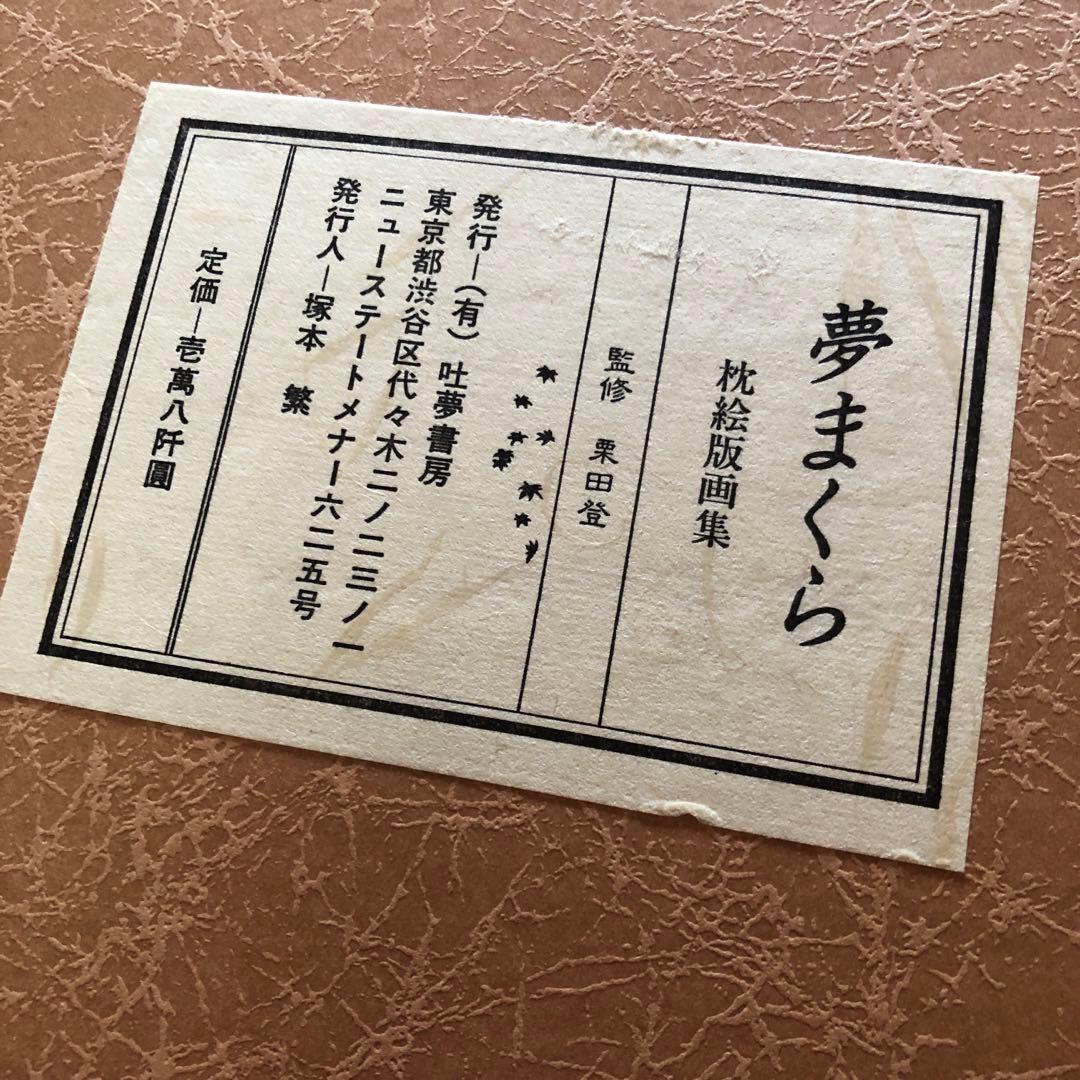 夢まくら
枕絵版画集
監修 栗田登
発行―(有) 吐夢書房
東京都渋谷区代々木二ノ二三ノ一
ニューステートメナー六二五号
発行人―塚本 繁
定価―壱萬八阡圓